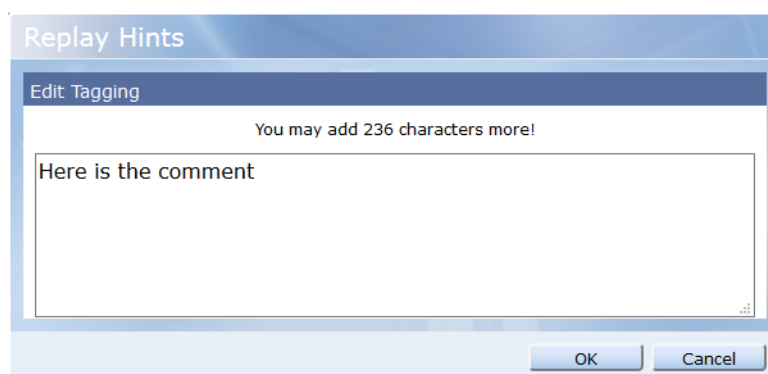 Replay Hints
Edit Tagging
You may add 236 characters more!
Here is the comment
OK Cancel